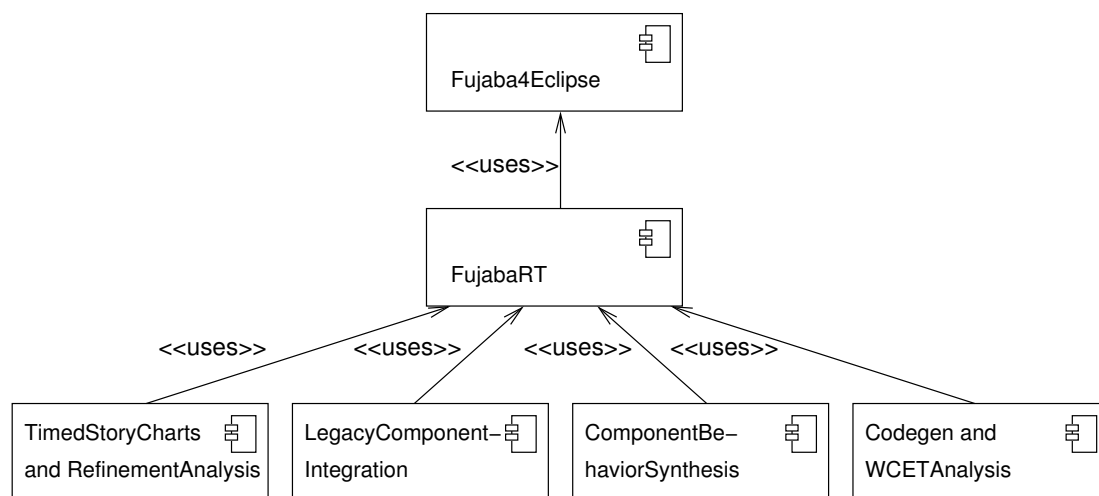 Fujaba4Eclipse
<<uses>>
FujabaRT
<<uses>>
<<uses>>
<<uses>>
<<uses>>
TimedStoryCharts
and RefinementAnalysis
LegacyComponent−
Integration
ComponentBe−
haviorSynthesis
Codegen and
WCETAnalysis